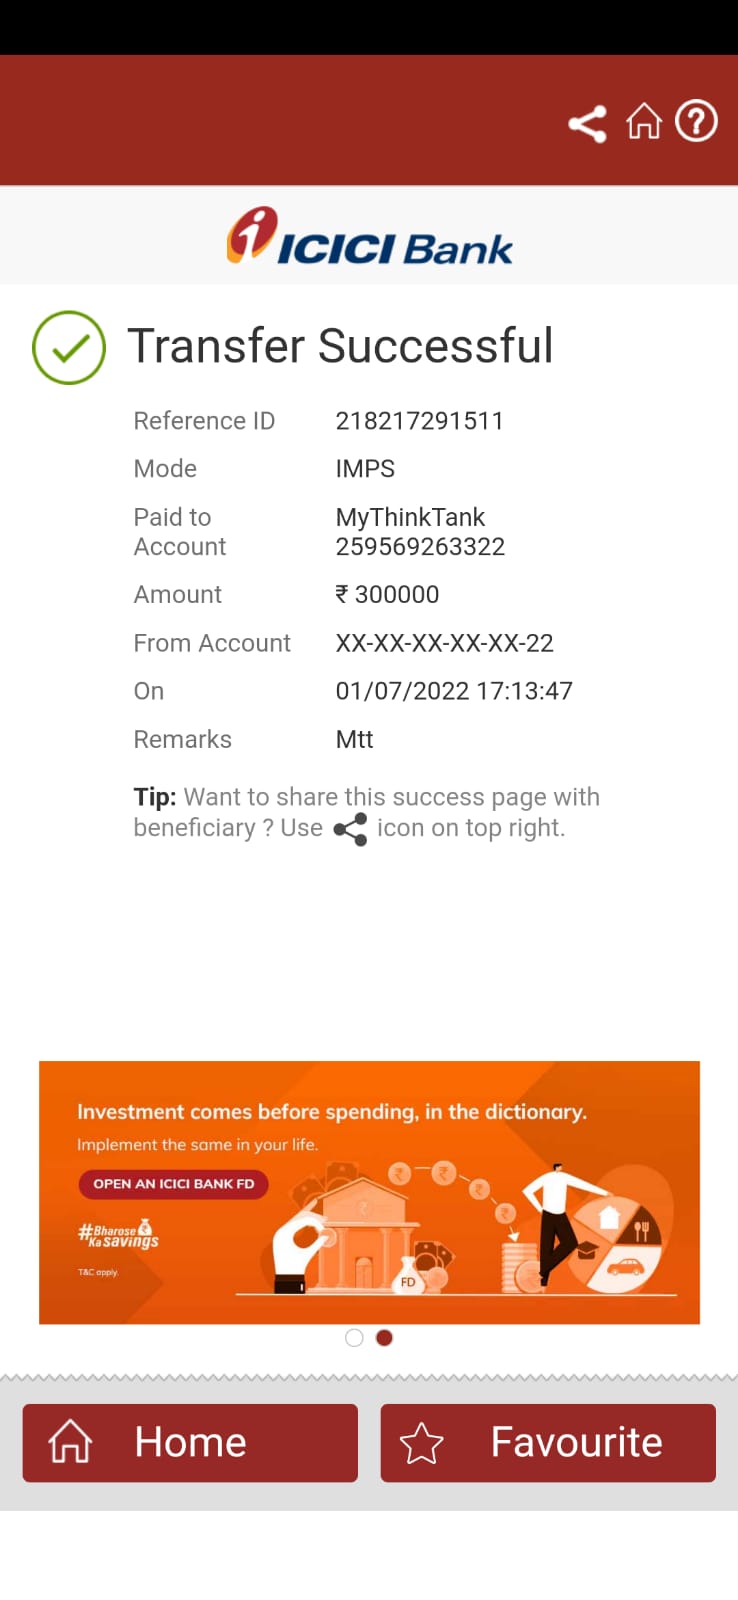 ICICI Bank
Transfer Successful
Reference ID 218217291511
Mode IMPS
Paid to MyThinkTank
Account 259569263322
Amount ₹ 300000
From Account XX-XX-XX-XX-XX-22
On 01/07/2022 17:13:47
Remarks Mtt
Tip: Want to share this success page with
beneficiary ? Use icon on top right.
Investment comes before spending, in the dictionary.
Implement the same in your life.
OPEN AN ICICI BANK FD
#Bharose
Ka savings
T&C apply.
FD
Home
Favourite